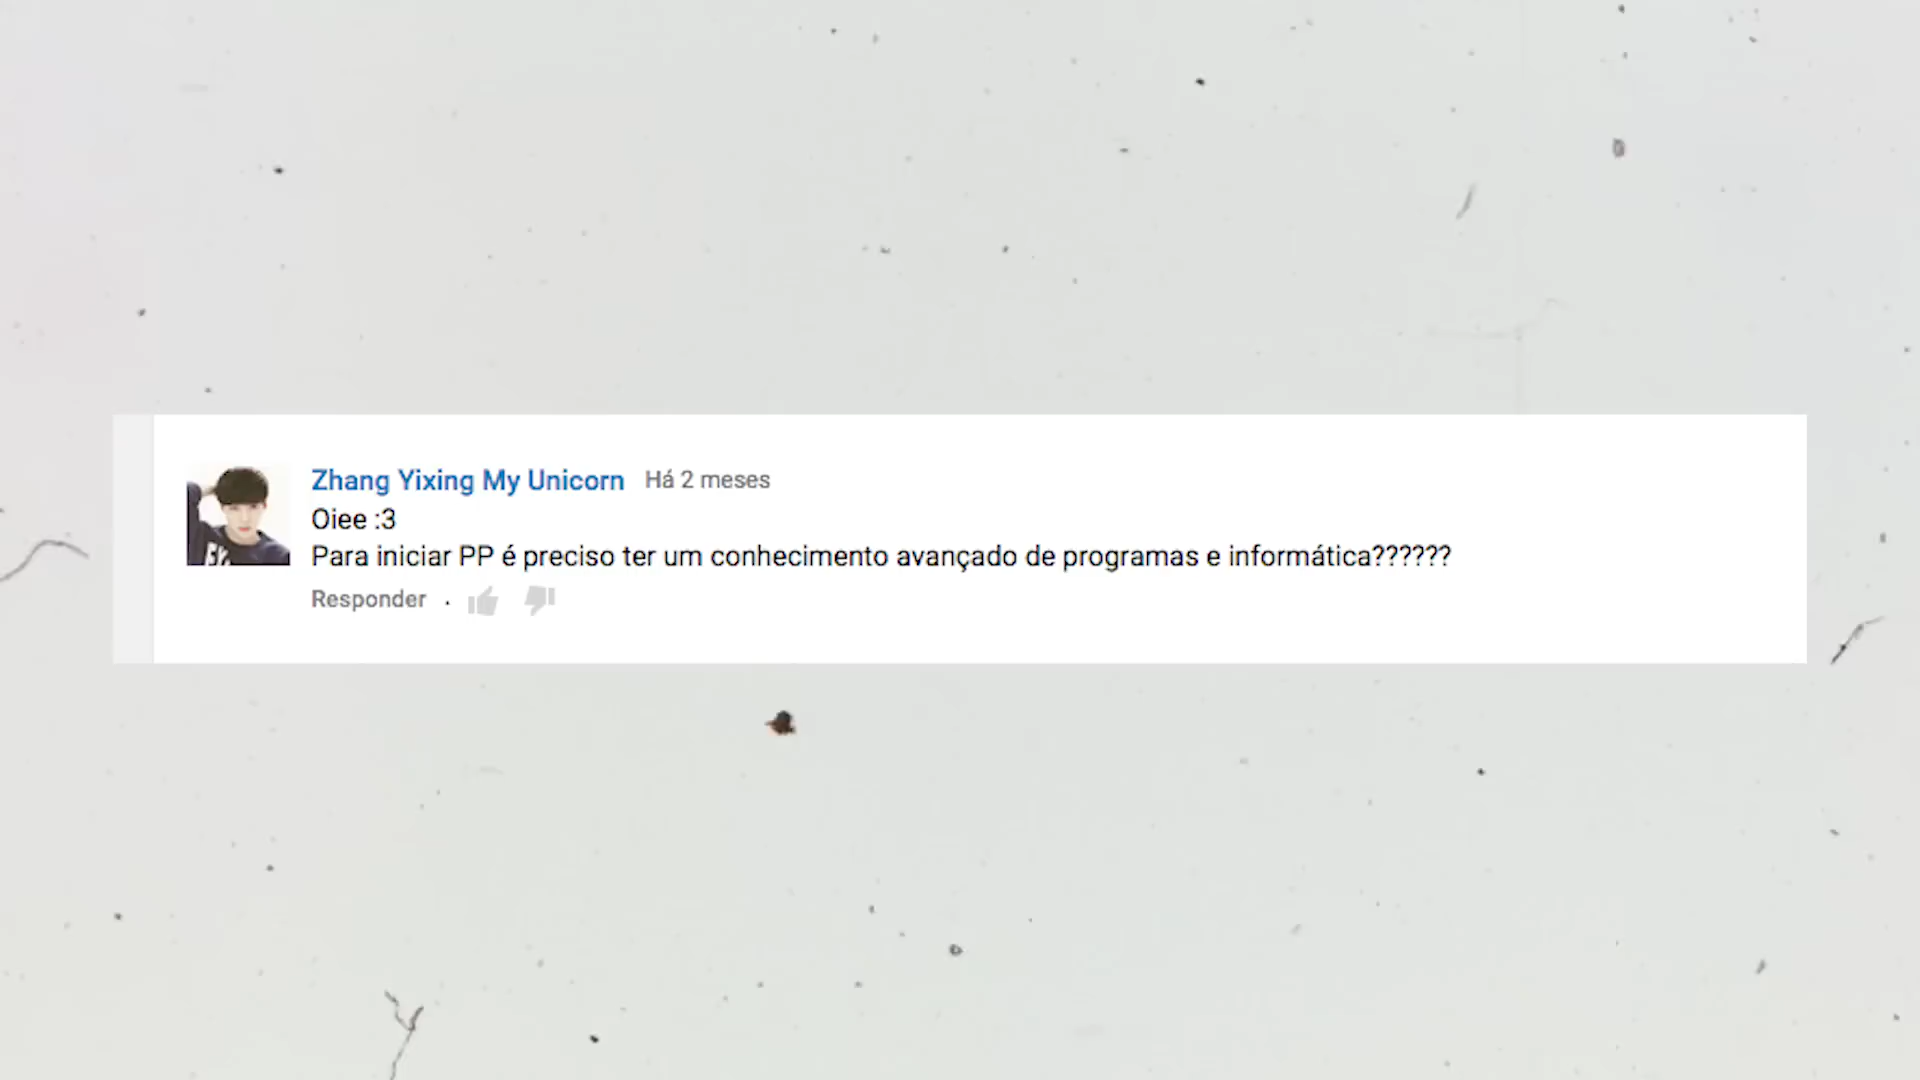 Zhang Yixing My Unicorn Há 2 meses
Oiee :3
Para iniciar PP é preciso ter um conhecimento avançado de programas e informática??????
Responder .